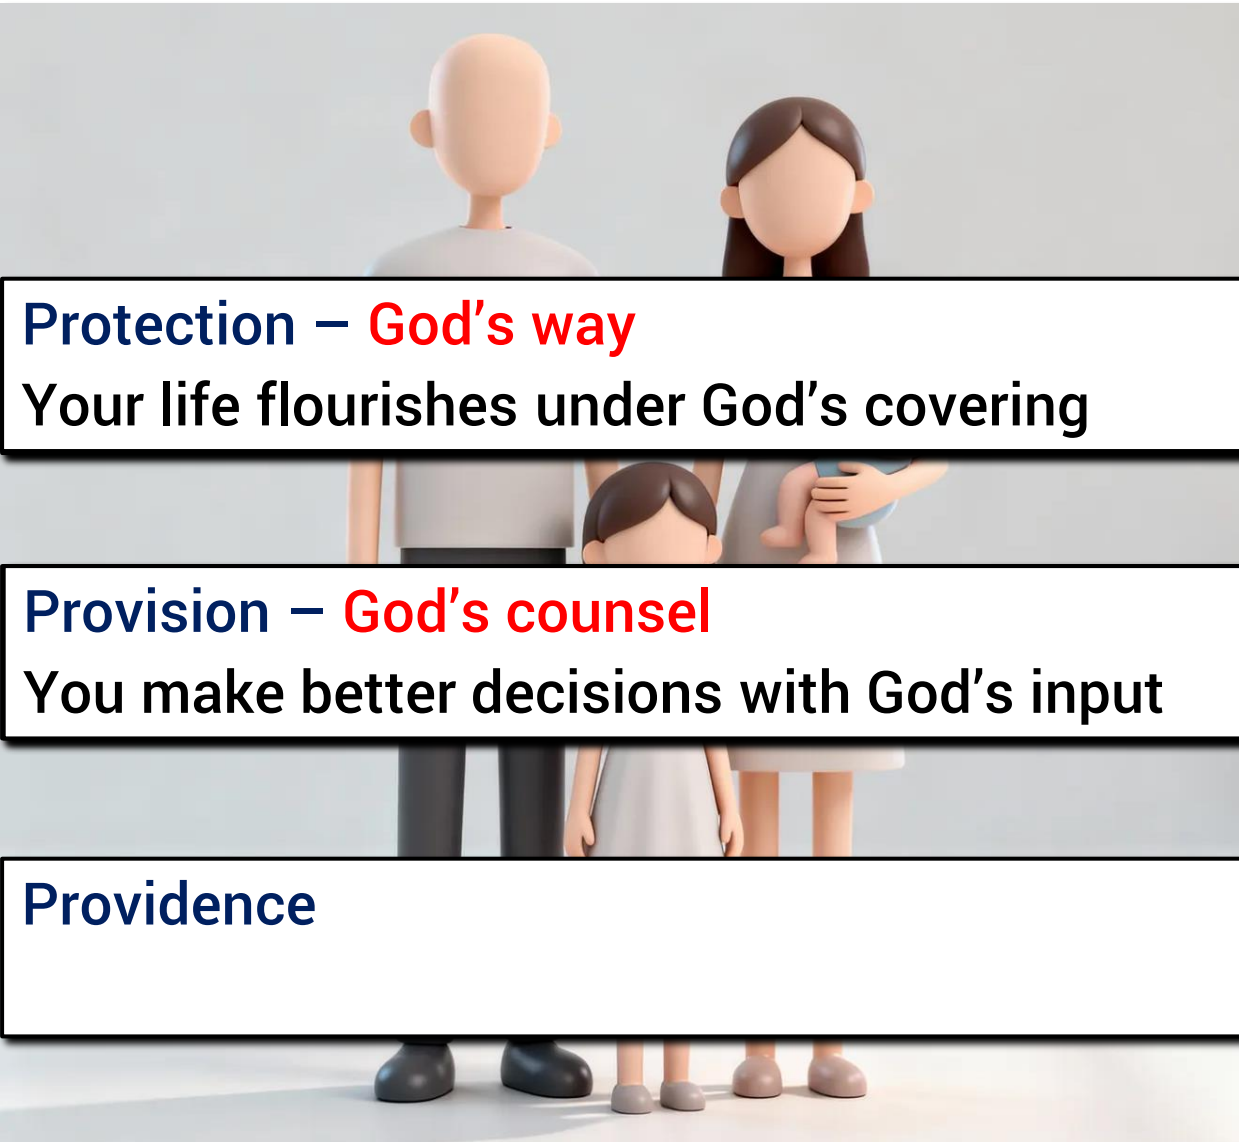 Protection – God’s way
Your life flourishes under God’s covering
Provision – God’s counsel
You make better decisions with God’s input
Providence